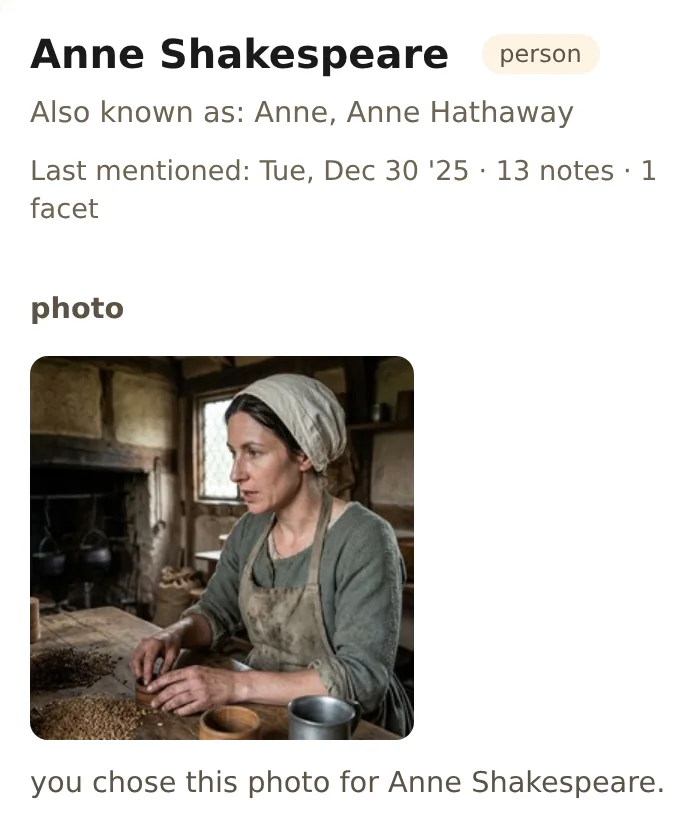 Anne Shakespeare person
Also known as: Anne, Anne Hathaway
Last mentioned: Tue, Dec 30 '25 · 13 notes · 1
facet
photo
you chose this photo for Anne Shakespeare.